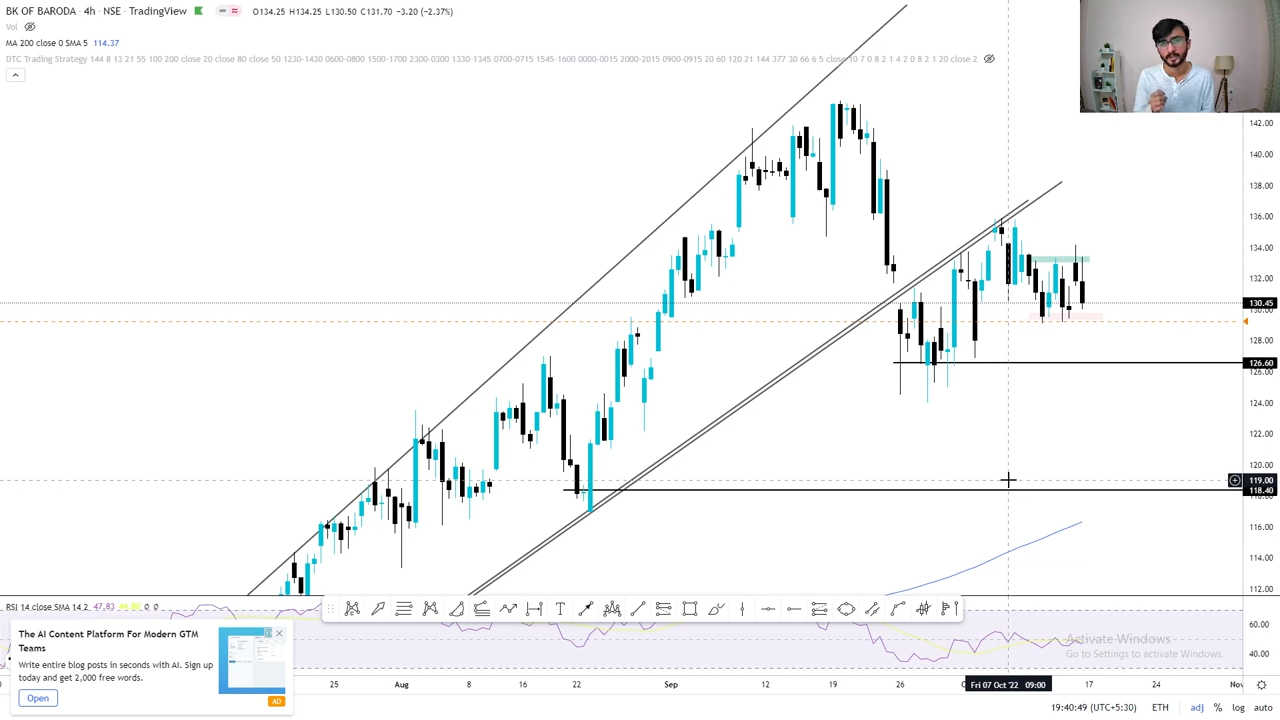 BK OF BARODA · 4h · NSE · TradingView O134.25 H134.25 L130.50 C131.70 −3.20 (−2.37%)
Vol
MA 200 close 0 SMA 5 114.37
DTC Trading Strategy 144 8 13 21 55 100 200 close 20 close 80 close 50 1230-1430 0600-0800 1500-1700 2300-0300 1330-1345 0700-0715 1545-1600 0000-0015 2000-2015 0900-0915 20 60 120 21 144 377 30 66 6 5 close 10 7 0 8 2 1 4 2 0 8 2 1 20 close 2
142.00
140.00
138.00
136.00
134.00
132.00
130.45
130.00
128.00
126.60
126.00
124.00
122.00
120.00
119.00
118.40
118.00
116.00
114.00
112.00
RSI 14 close SMA 14 2 47.83 0 0
60.00
40.00
The AI Content Platform For Modern GTM
Teams
Write entire blog posts in seconds with AI. Sign up
today and get 2,000 free words.
Open
AD
Activate Windows
Go to Settings to activate Windows.
25 Aug 8 16 22 Sep 12 19 26 Fri 07 Oct '22 09:00 17 24 Nov
19:40:49 (UTC+5:30) ETH adj % log auto